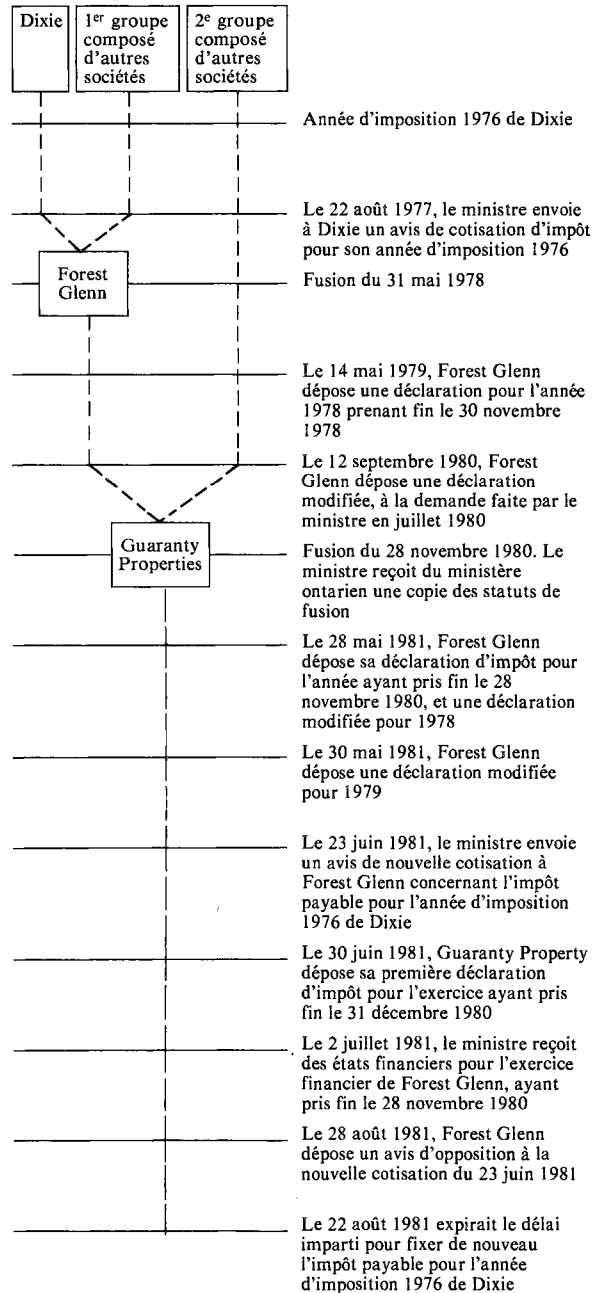 Dixie
1er groupe
composé
d'autres
sociétés
2e groupe
composé
d'autres
sociétés
Année d'imposition 1976 de Dixie
Le 22 août 1977, le ministre envoie
à Dixie un avis de cotisation d'impôt
pour son année d'imposition 1976
Forest
Glenn
Fusion du 31 mai 1978
Le 14 mai 1979, Forest Glenn
dépose une déclaration pour l'année
1978 prenant fin le 30 novembre
1978
Le 12 septembre 1980, Forest
Glenn dépose une déclaration
modifiée, à la demande faite par le
ministre en juillet 1980
Guaranty
Properties
Fusion du 28 novembre 1980. Le
ministre reçoit du ministère
ontarien une copie des statuts de
fusion
Le 28 mai 1981, Forest Glenn
dépose sa déclaration d'impôt pour
l'année ayant pris fin le 28
novembre 1980, et une déclaration
modifiée pour 1978
Le 30 mai 1981, Forest Glenn
dépose une déclaration modifiée
pour 1979
Le 23 juin 1981, le ministre envoie
un avis de nouvelle cotisation à
Forest Glenn concernant l'impôt
payable pour l'année d'imposition
1976 de Dixie
Le 30 juin 1981, Guaranty Property
dépose sa première déclaration
d'impôt pour l'exercice ayant pris
fin le 31 décembre 1980
Le 2 juillet 1981, le ministre reçoit
des états financiers pour l'exercice
financier de Forest Glenn, ayant
pris fin le 28 novembre 1980
Le 28 août 1981, Forest Glenn
dépose un avis d'opposition à la
nouvelle cotisation du 23 juin 1981
Le 22 août 1981 expirait le délai
imparti pour fixer de nouveau
l'impôt payable pour l'année
d'imposition 1976 de Dixie